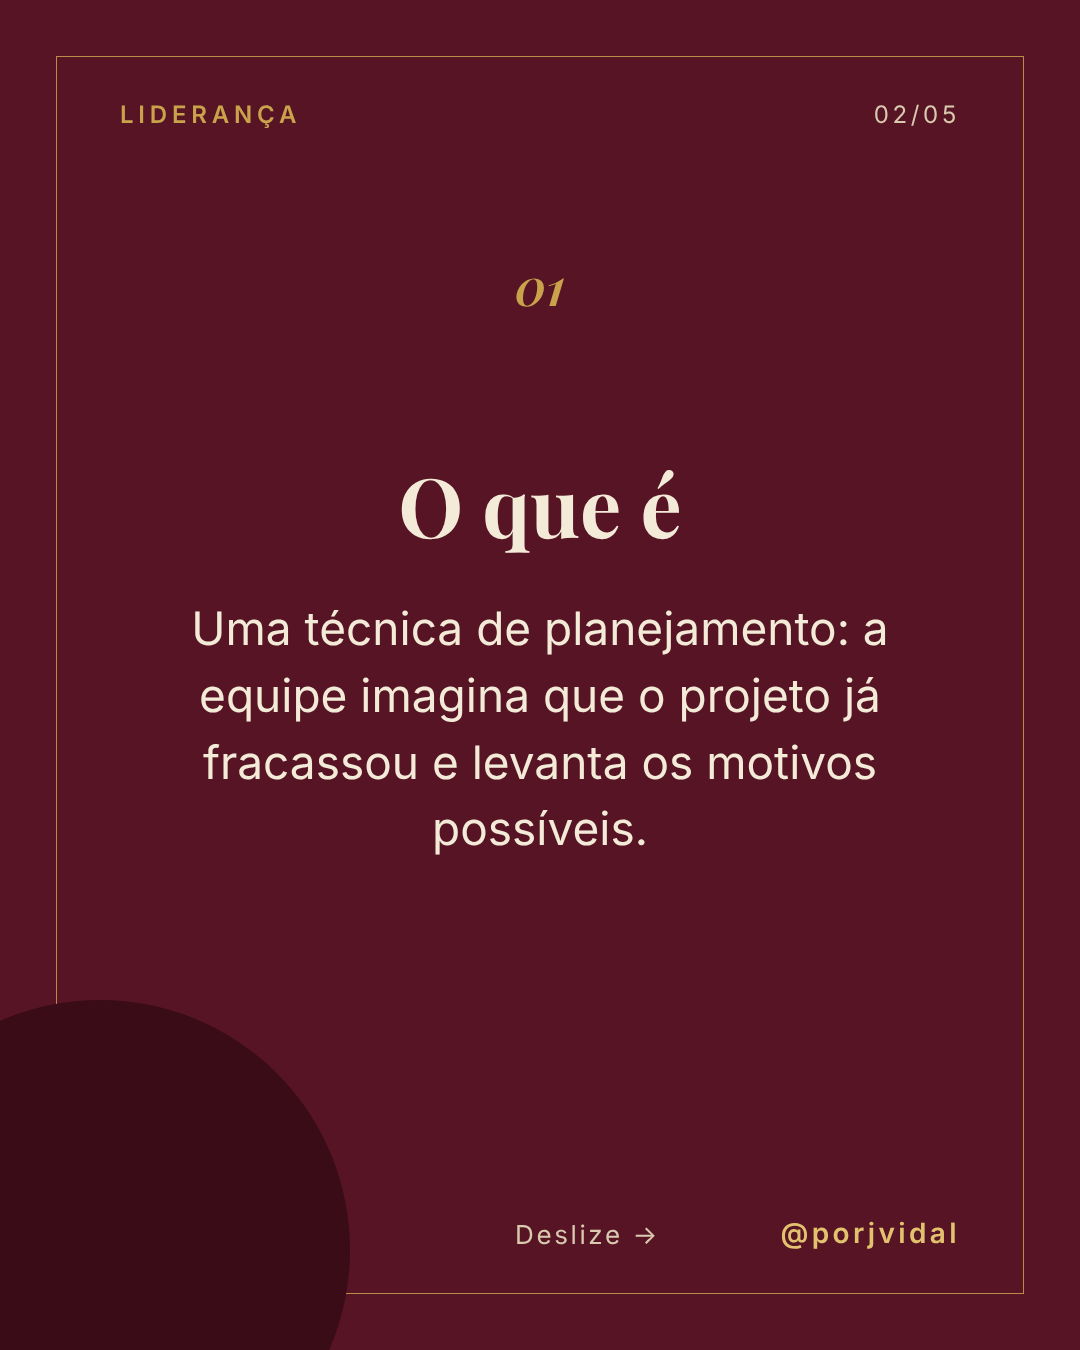 LIDERANÇA
02/05
01
O que é
Uma técnica de planejamento: a
equipe imagina que o projeto já
fracassou e levanta os motivos
possíveis.
Deslize →
@porjvidal